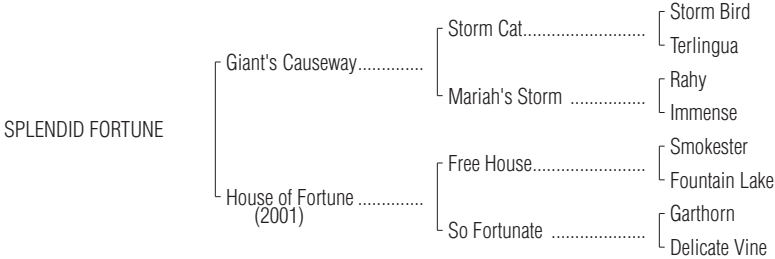 Storm Bird
Storm Cat.........................
Terlingua
Giant's Causeway..............
Rahy
Mariah's Storm ................
Immense
SPLENDID FORTUNE
Smokester
Free House.......................
Fountain Lake
House of Fortune ..............
(2001)
Garthorn
So Fortunate ....................
Delicate Vine